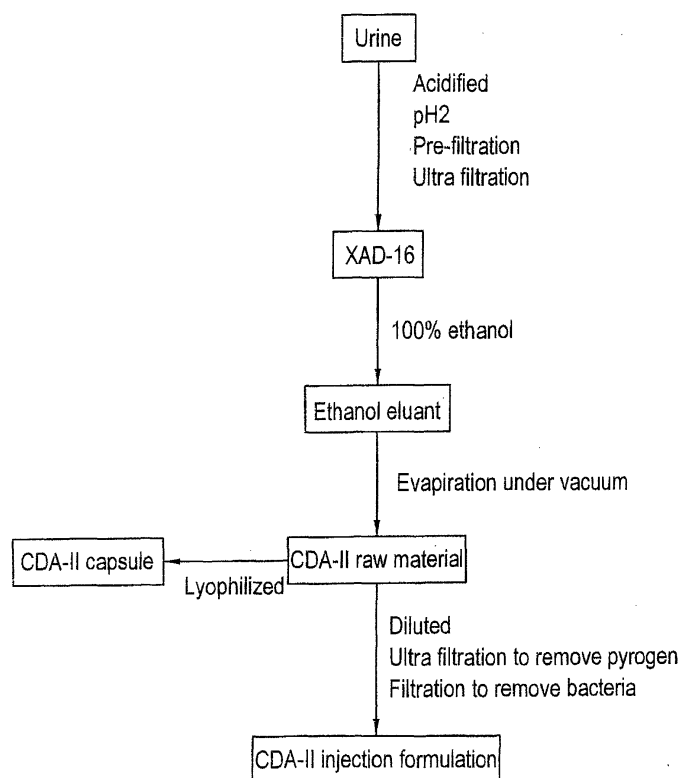 Urine
Acidified
pH2
Pre-filtration
Ultra filtration
XAD-16
100% ethanol
Ethanol eluant
Evapiration under vacuum
CDA-II capsule
CDA-II raw material
Lyophilized
Diluted
Ultra filtration to remove pyrogen
Filtration to remove bacteria
CDA-II injection formulation